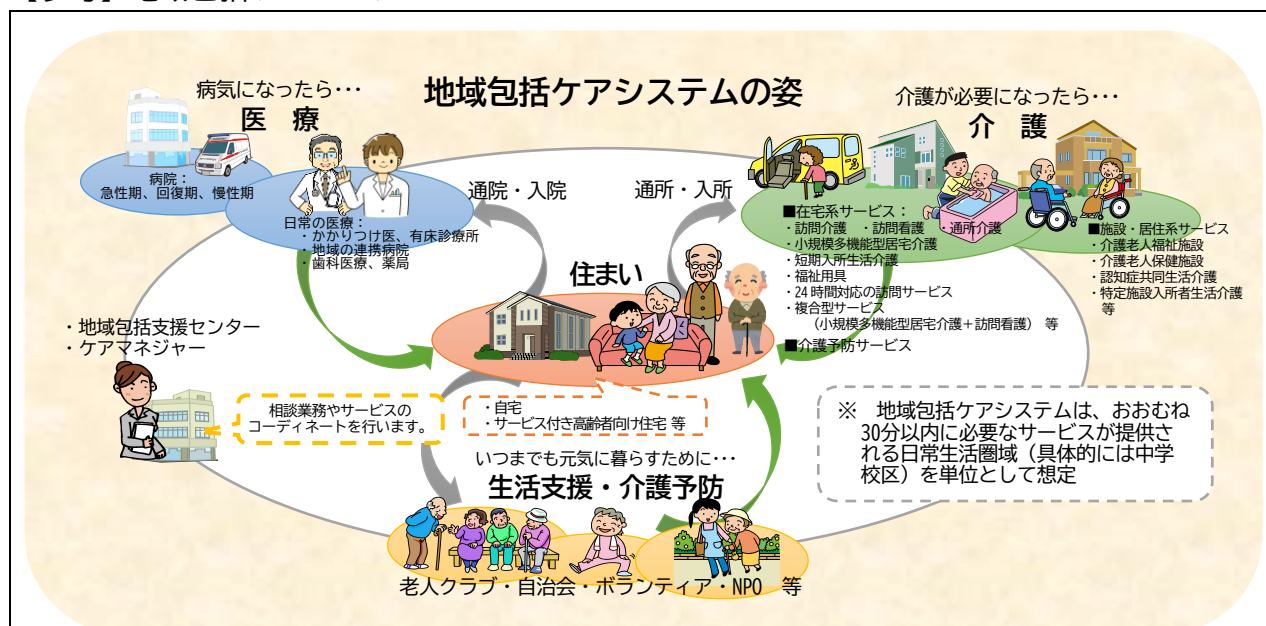 地域包括ケアシステムの姿
病気になったら･･･
医　療
病院：
急性期、回復期、慢性期
日常の医療：
・かかりつけ医、有床診療所
・地域の連携病院
・歯科医療、薬局
通院・入院
通所・入所
介護が必要になったら･･･
介　護
■在宅系サービス：
・訪問介護　・訪問看護　・通所介護
・小規模多機能型居宅介護
・短期入所生活介護
・福祉用具
・24時間対応の訪問サービス
・複合型サービス
（小規模多機能型居宅介護＋訪問看護）　等
■介護予防サービス
■施設・居住系サービス
・介護老人福祉施設
・介護老人保健施設
・認知症共同生活介護
・特定施設入所者生活介護
等
住まい
・地域包括支援センター
・ケアマネジャー
相談業務やサービスの
コーディネートを行います。
・自宅
・サービス付き高齢者向け住宅 等
いつまでも元気に暮らすために･･･
生活支援・介護予防
老人クラブ・自治会・ボランティア・NPO　等
※　地域包括ケアシステムは、おおむね
30分以内に必要なサービスが提供さ
れる日常生活圏域（具体的には中学
校区）を単位として想定